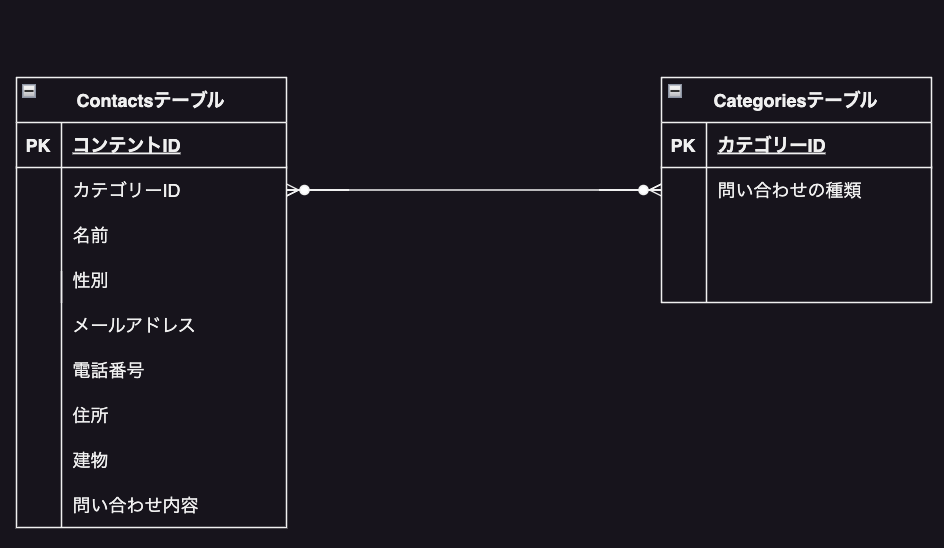 Contactsテーブル
PK コンテントID
カテゴリーID
名前
性別
メールアドレス
電話番号
住所
建物
問い合わせ内容
Categoriesテーブル
PK カテゴリーID
問い合わせの種類